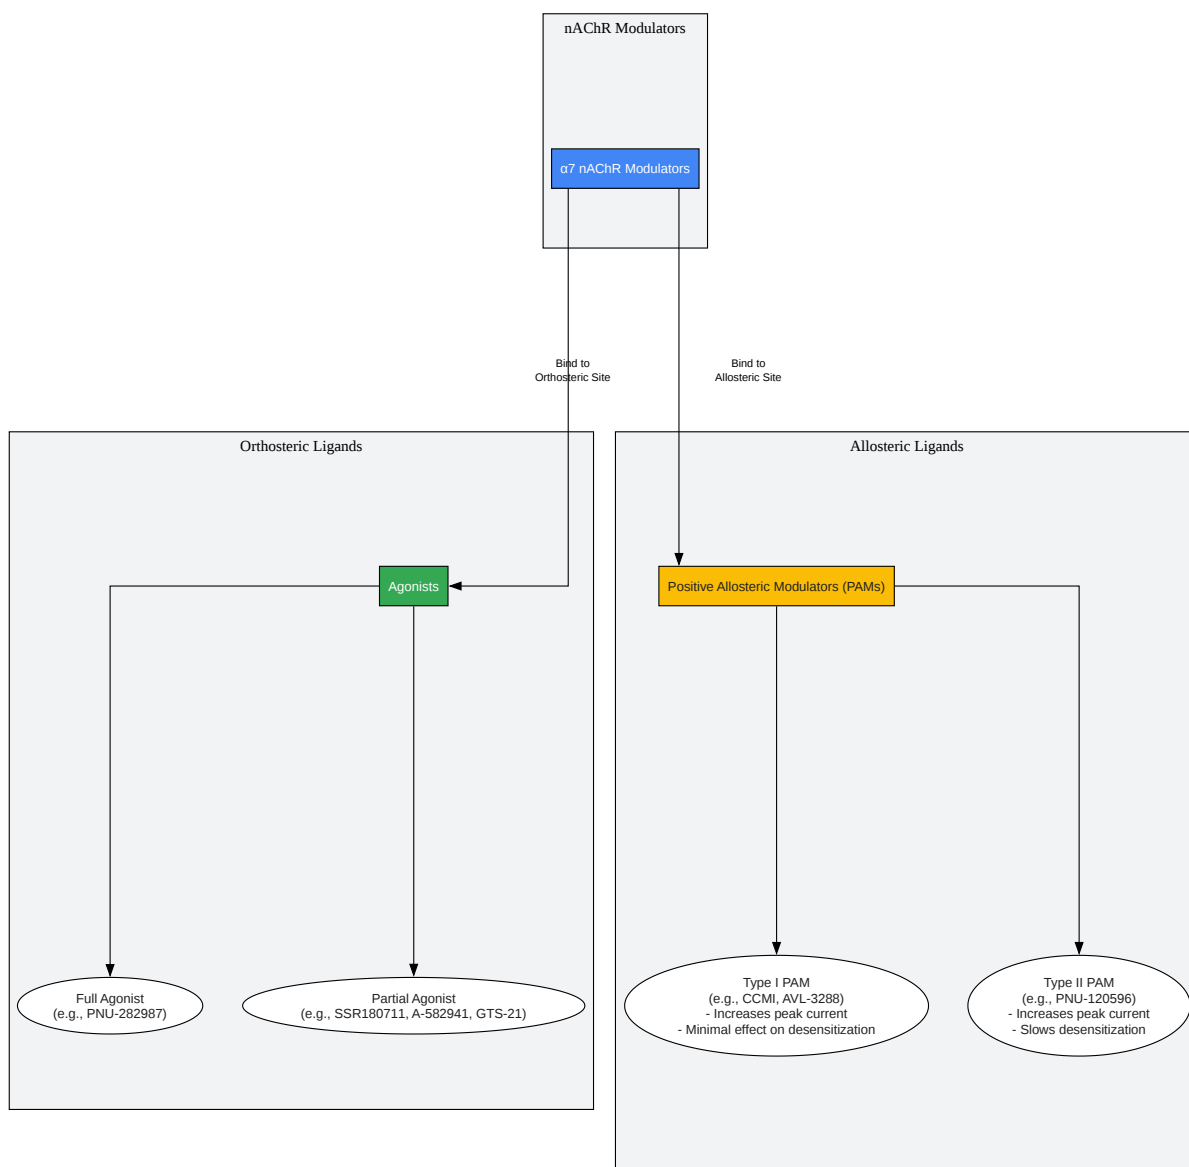 nAChR Modulators
α7 nAChR Modulators
Bind to
Orthosteric Site
Bind to
Allosteric Site
Orthosteric Ligands
Agonists
Full Agonist
(e.g., PNU-282987)
Partial Agonist
(e.g., SSR180711, A-582941, GTS-21)
Allosteric Ligands
Positive Allosteric Modulators (PAMs)
Type I PAM
(e.g., CCMI, AVL-3288)
- Increases peak current
- Minimal effect on desensitization
Type II PAM
(e.g., PNU-120596)
- Increases peak current
- Slows desensitization